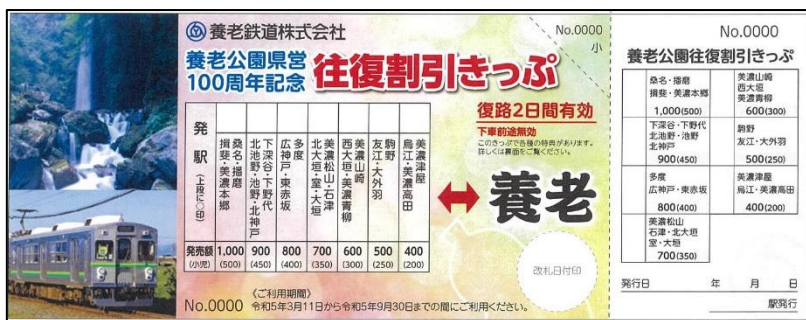 養老鉄道株式会社
No.0000
小
養老公園県営
100周年記念
往復割引きっぷ
復路2日間有効
下車前途無効
このきっぷで各種の特典があります。
詳しくは裏面をご覧ください。
発駅(上段に○印)
桑名・播磨
揖斐・美濃本郷
下深谷・下野代
北池野・池野・北神戸
多度
広神戸・東赤坂
美濃松山・石津
北大垣・室・大垣
美濃山崎
西大垣・美濃青柳
駒野
友江・大外羽
美濃津屋
烏江・美濃高田
発売額 1,000 900 800 700 600 500 400
(小児) (500) (450) (400) (350) (300) (250) (200)
養老
改札日付印
No.0000
《ご利用期間》
令和5年3月11日から令和5年9月30日までの間にご利用ください。
No.0000
養老公園往復割引きっぷ
桑名・播磨
揖斐・美濃本郷
1,000(500)
美濃山崎
西大垣
美濃青柳
600(300)
下深谷・下野代
北池野・池野
北神戸
900(450)
駒野
友江・大外羽
500(250)
多度
広神戸・東赤坂
800(400)
美濃津屋
烏江・美濃高田
400(200)
美濃松山
石津・北大垣
室・大垣
700(350)
発行日 年 月 日
駅発行